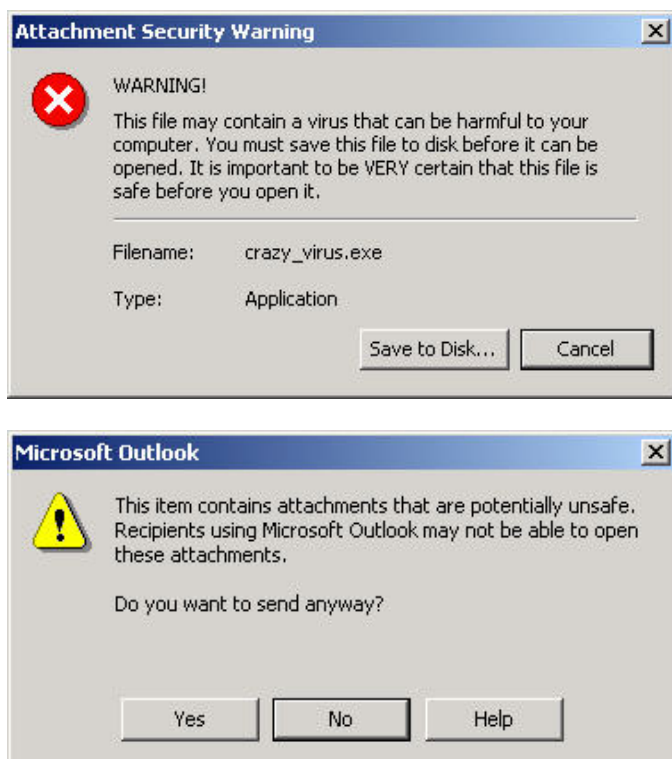 Attachment Security Warning
WARNING!
This file may contain a virus that can be harmful to your
computer. You must save this file to disk before it can be
opened. It is important to be VERY certain that this file is
safe before you open it.
Filename: crazy_virus.exe
Type: Application
Save to Disk... Cancel
Microsoft Outlook
This item contains attachments that are potentially unsafe.
Recipients using Microsoft Outlook may not be able to open
these attachments.
Do you want to send anyway?
Yes No Help